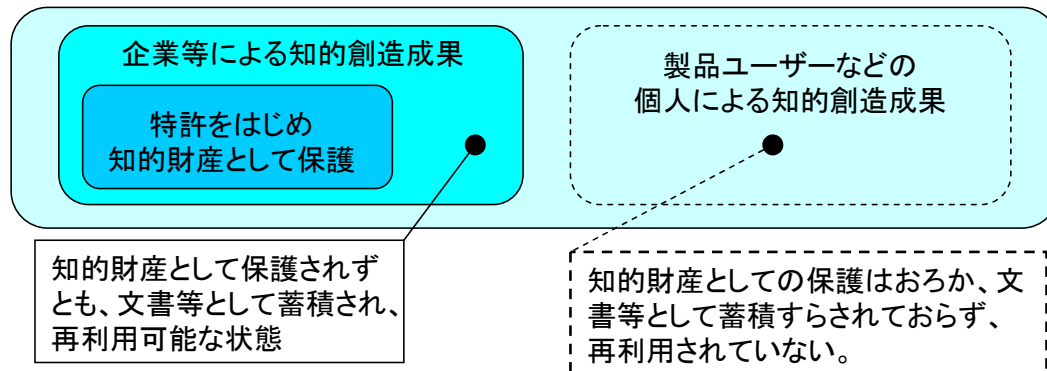 企業等による知的創造成果
特許をはじめ
知的財産として保護
製品ユーザーなどの
個人による知的創造成果
知的財産として保護されず
とも、文書等として蓄積され、
再利用可能な状態
知的財産としての保護はおろか、文
書等として蓄積すらされておらず、
再利用されていない。